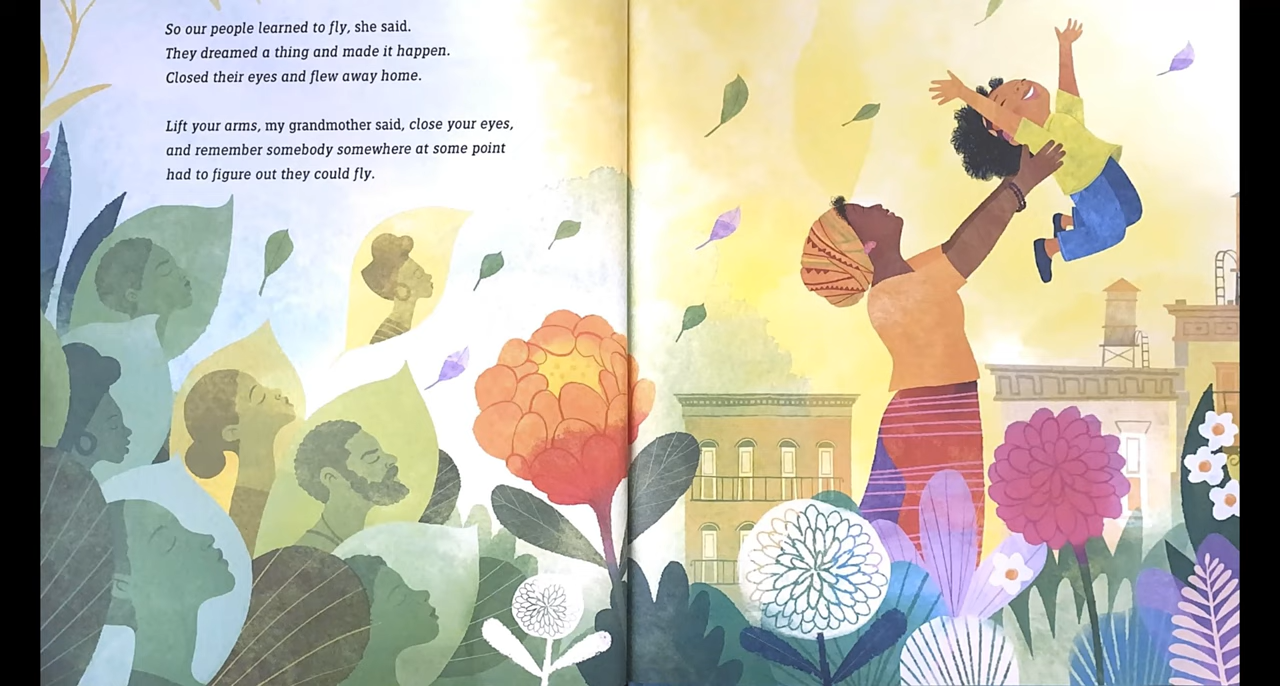 So our people learned to fly, she said.
They dreamed a thing and made it happen.
Closed their eyes and flew away home.
Lift your arms, my grandmother said, close your eyes,
and remember somebody somewhere at some point
had to figure out they could fly.